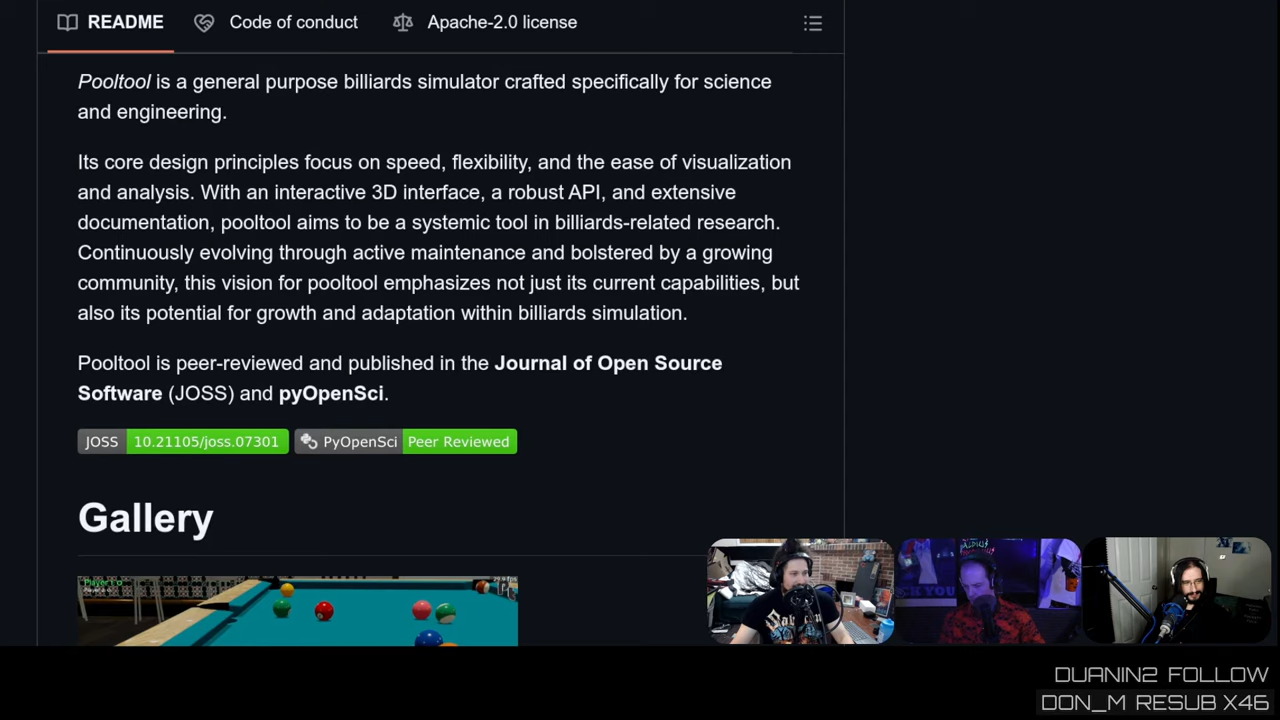 README
Code of conduct
Apache-2.0 license
Pooltool is a general purpose billiards simulator crafted specifically for science
and engineering.
Its core design principles focus on speed, flexibility, and the ease of visualization
and analysis. With an interactive 3D interface, a robust API, and extensive
documentation, pooltool aims to be a systemic tool in billiards-related research.
Continuously evolving through active maintenance and bolstered by a growing
community, this vision for pooltool emphasizes not just its current capabilities, but
also its potential for growth and adaptation within billiards simulation.
Pooltool is peer-reviewed and published in the Journal of Open Source
Software (JOSS) and pyOpenSci.
JOSS 10.21105/joss.07301 PyOpenSci Peer Reviewed
Gallery
DUANIN2 FOLLOW
DON_M RESUB X46